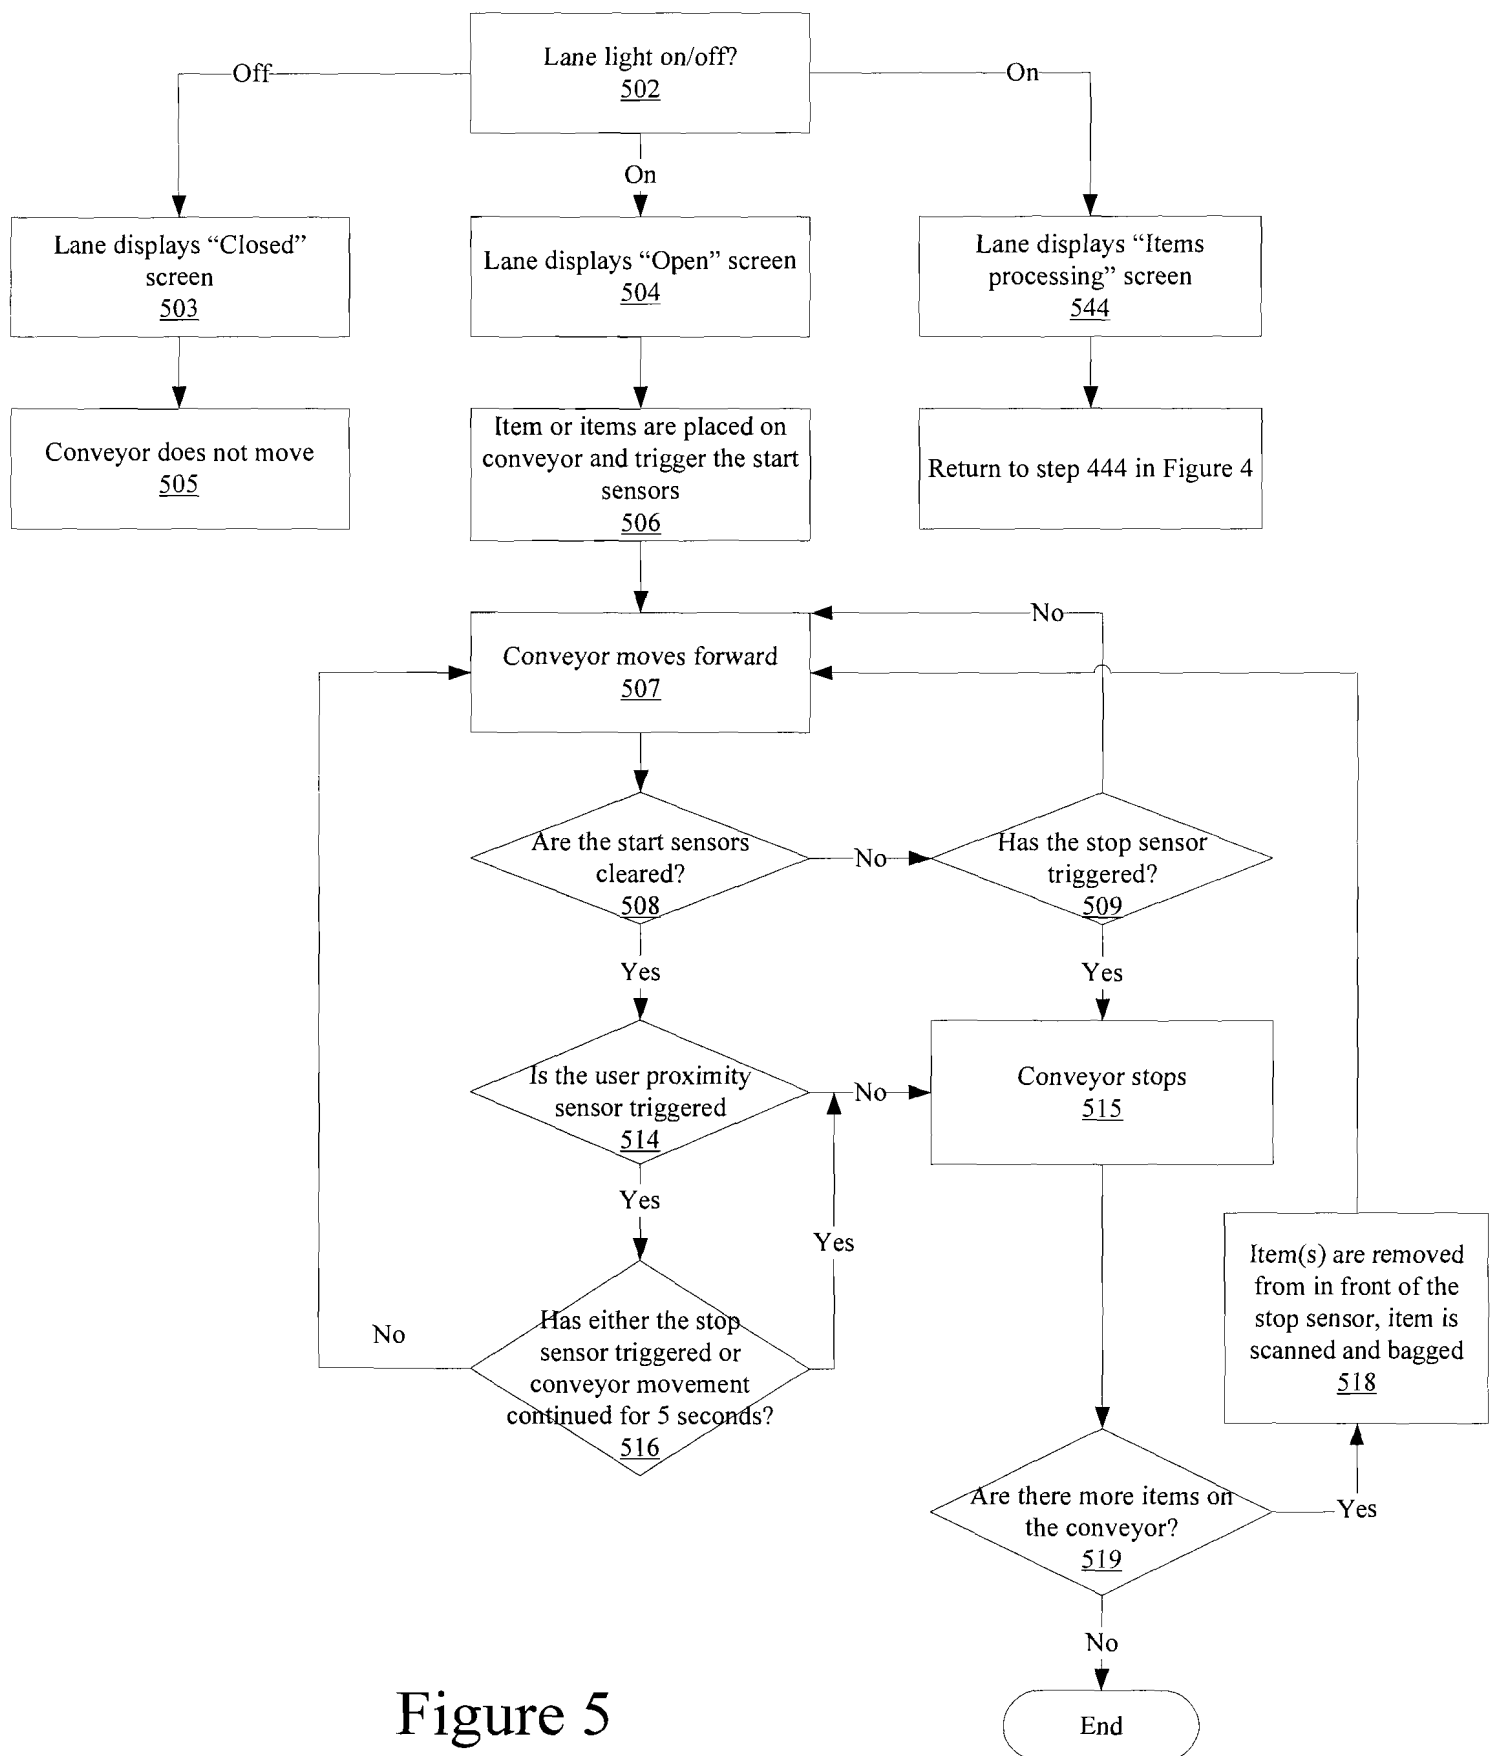 Lane light on/off?
502
Off
On
On
Lane displays “Closed”
screen
503
Lane displays “Open” screen
504
Lane displays “Items
processing” screen
544
Conveyor does not move
505
Item or items are placed on
conveyor and trigger the start
sensors
506
Return to step 444 in Figure 4
No
Conveyor moves forward
507
Are the start sensors
cleared?
508
No
Has the stop sensor
triggered?
509
Yes
Yes
Is the user proximity
sensor triggered
514
No
Conveyor stops
515
Yes
Yes
Has either the stop
sensor triggered or
conveyor movement
continued for 5 seconds?
516
No
Item(s) are removed
from in front of the
stop sensor, item is
scanned and bagged
518
Are there more items on
the conveyor?
519
Yes
No
End
Figure 5